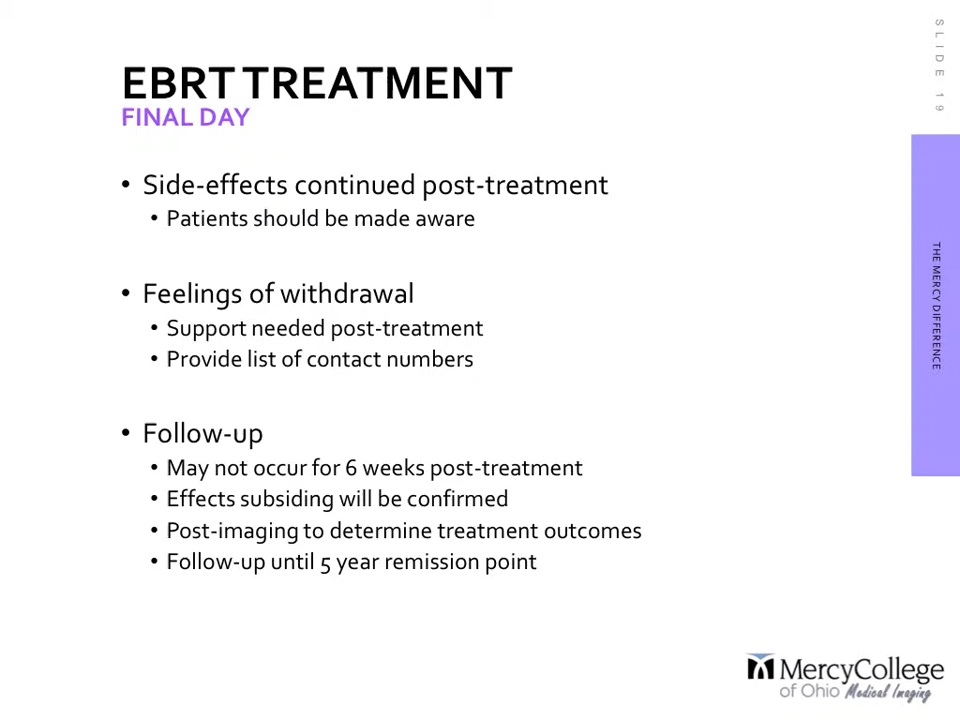 SLIDE 19
EBRT TREATMENT
FINAL DAY
• Side-effects continued post-treatment
• Patients should be made aware
• Feelings of withdrawal
• Support needed post-treatment
• Provide list of contact numbers
• Follow-up
• May not occur for 6 weeks post-treatment
• Effects subsiding will be confirmed
• Post-imaging to determine treatment outcomes
• Follow-up until 5 year remission point
THE MERCY DIFFERENCE
MercyCollege
of Ohio Medical Imaging